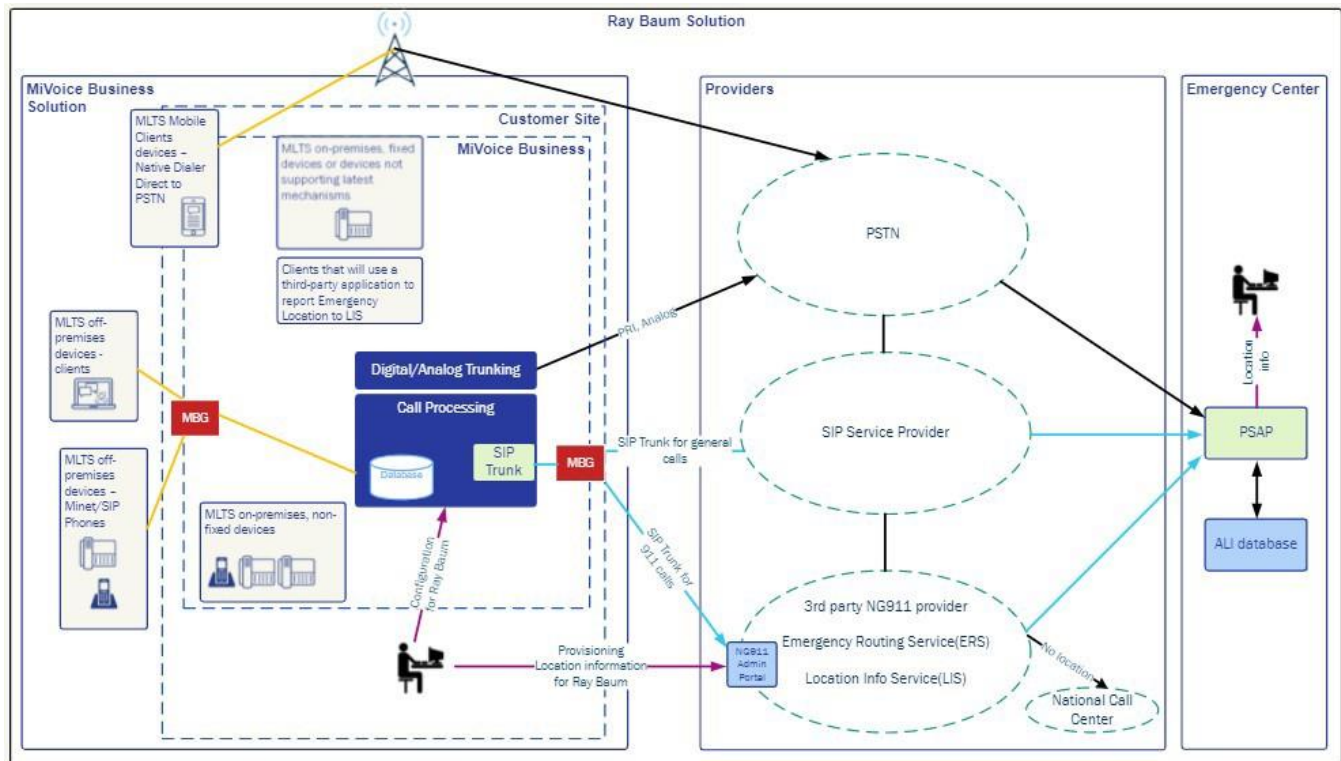 Ray Baum Solution
MiVoice Business
Solution
MLTS Mobile
Clients devices –
Native Dialer
Direct to
PSTN
Customer Site
MiVoice Business
MLTS on-premises, fixed
devices or devices not
supporting latest
mechanisms
Clients that will use a
third-party application to
report Emergency
Location to LIS
MLTS off-
premises devices -
clients
MBG
MLTS off-
premises devices –
Minet/SIP
Phones
Digital/Analog Trunking
Call Processing
Database
SIP
Trunk
MBG
MLTS on-premises, non-
fixed devices
Configuration
for Ray Baum
Provisioning
Location information
for Ray Baum
PRI, Analog
SIP Trunk for general
calls
SIP Trunk for
911 calls
Providers
PSTN
SIP Service Provider
3rd party NG911 provider
Emergency Routing Service(ERS)
Location Info Service(LIS)
NG911
Admin
Portal
No location
National Call
Center
Emergency Center
Location
info
PSAP
ALI database